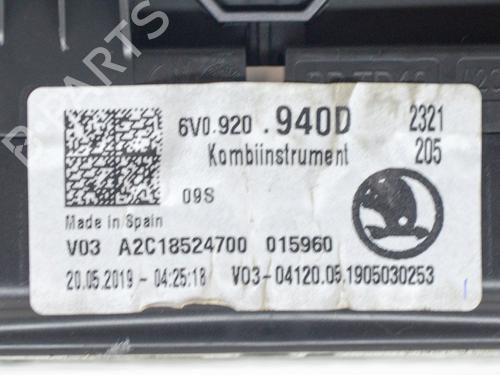 B PARTS
6V0.920 .940D 2321
Kombiinstrument 205
09S
Made in Spain
V03 A2C18524700 015960
20.05.2019 - 04:25:18 V03-04120.05.1905030253